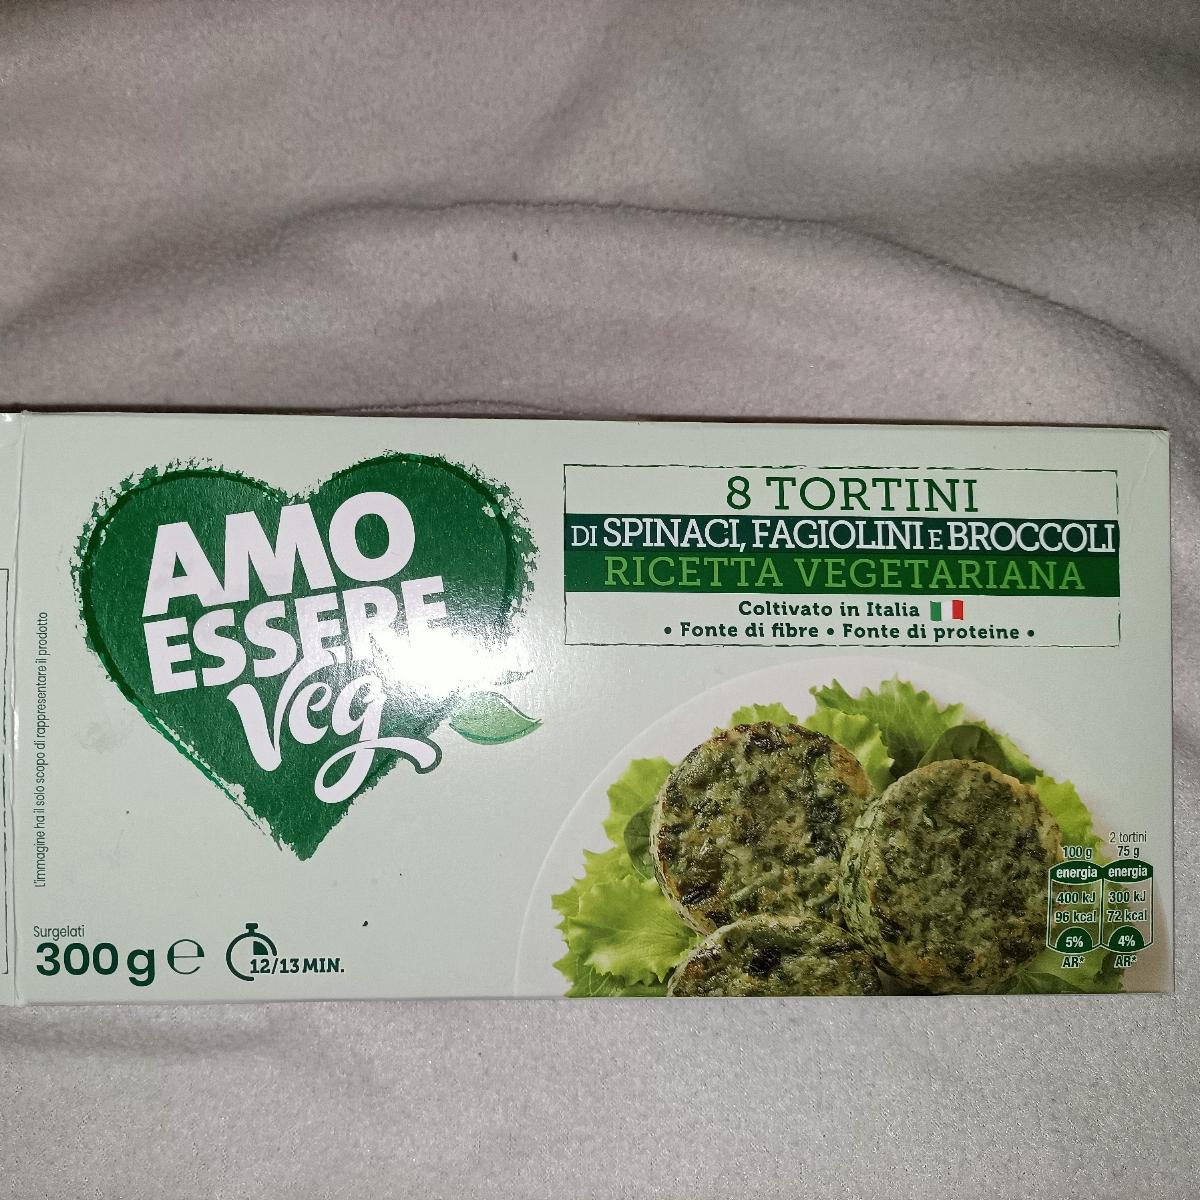 AMO
ESSERE
Veg
8 TORTINI
DI SPINACI, FAGIOLINI E BROCCOLI
RICETTA VEGETARIANA
Coltivato in Italia
• Fonte di fibre • Fonte di proteine •
L'immagine ha il solo scopo di rappresentare il prodotto
Surgelati
300 g ℮
12/13 MIN.
2 tortini
100 g 75 g
energia energia
400 kJ 300 kJ
96 kcal 72 kcal
5% 4%
AR* AR*